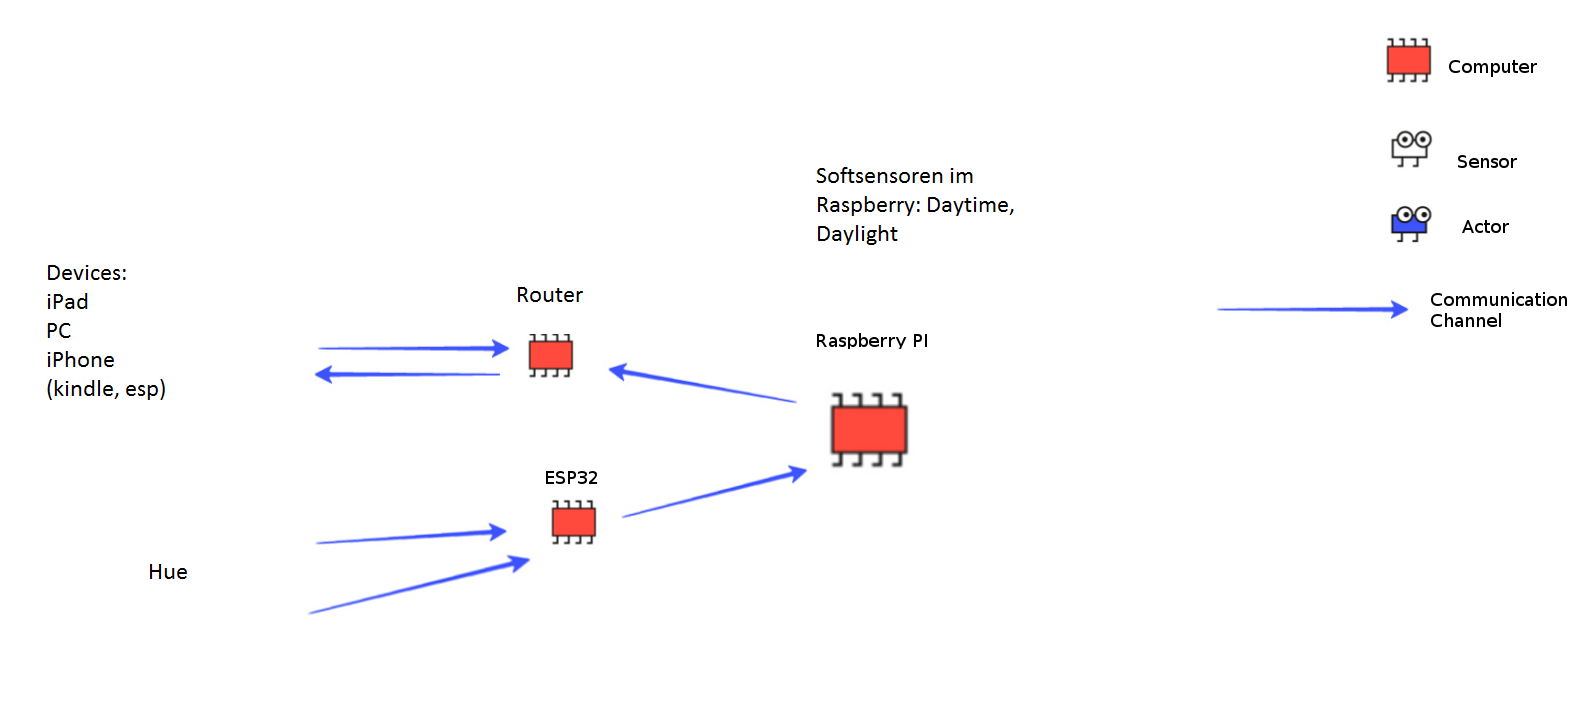 Computer
Sensor
Actor
Communication
Channel
Softsensoren im
Raspberry: Daytime,
Daylight
Devices:
iPad
PC
iPhone
(kindle, esp)
Router
Raspberry PI
ESP32
Hue